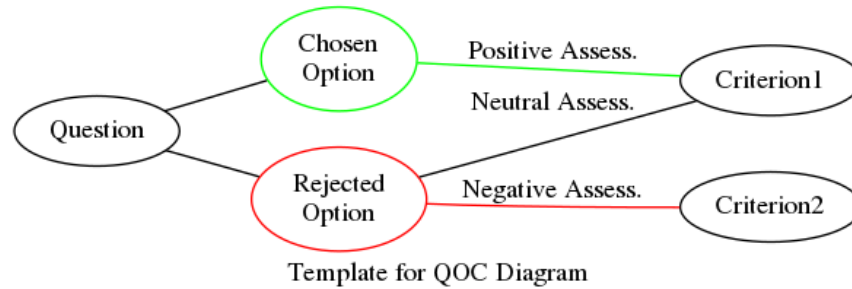 Chosen
Option
Positive Assess.
Criterion1
Neutral Assess.
Question
Rejected
Option
Negative Assess.
Criterion2
Template for QOC Diagram